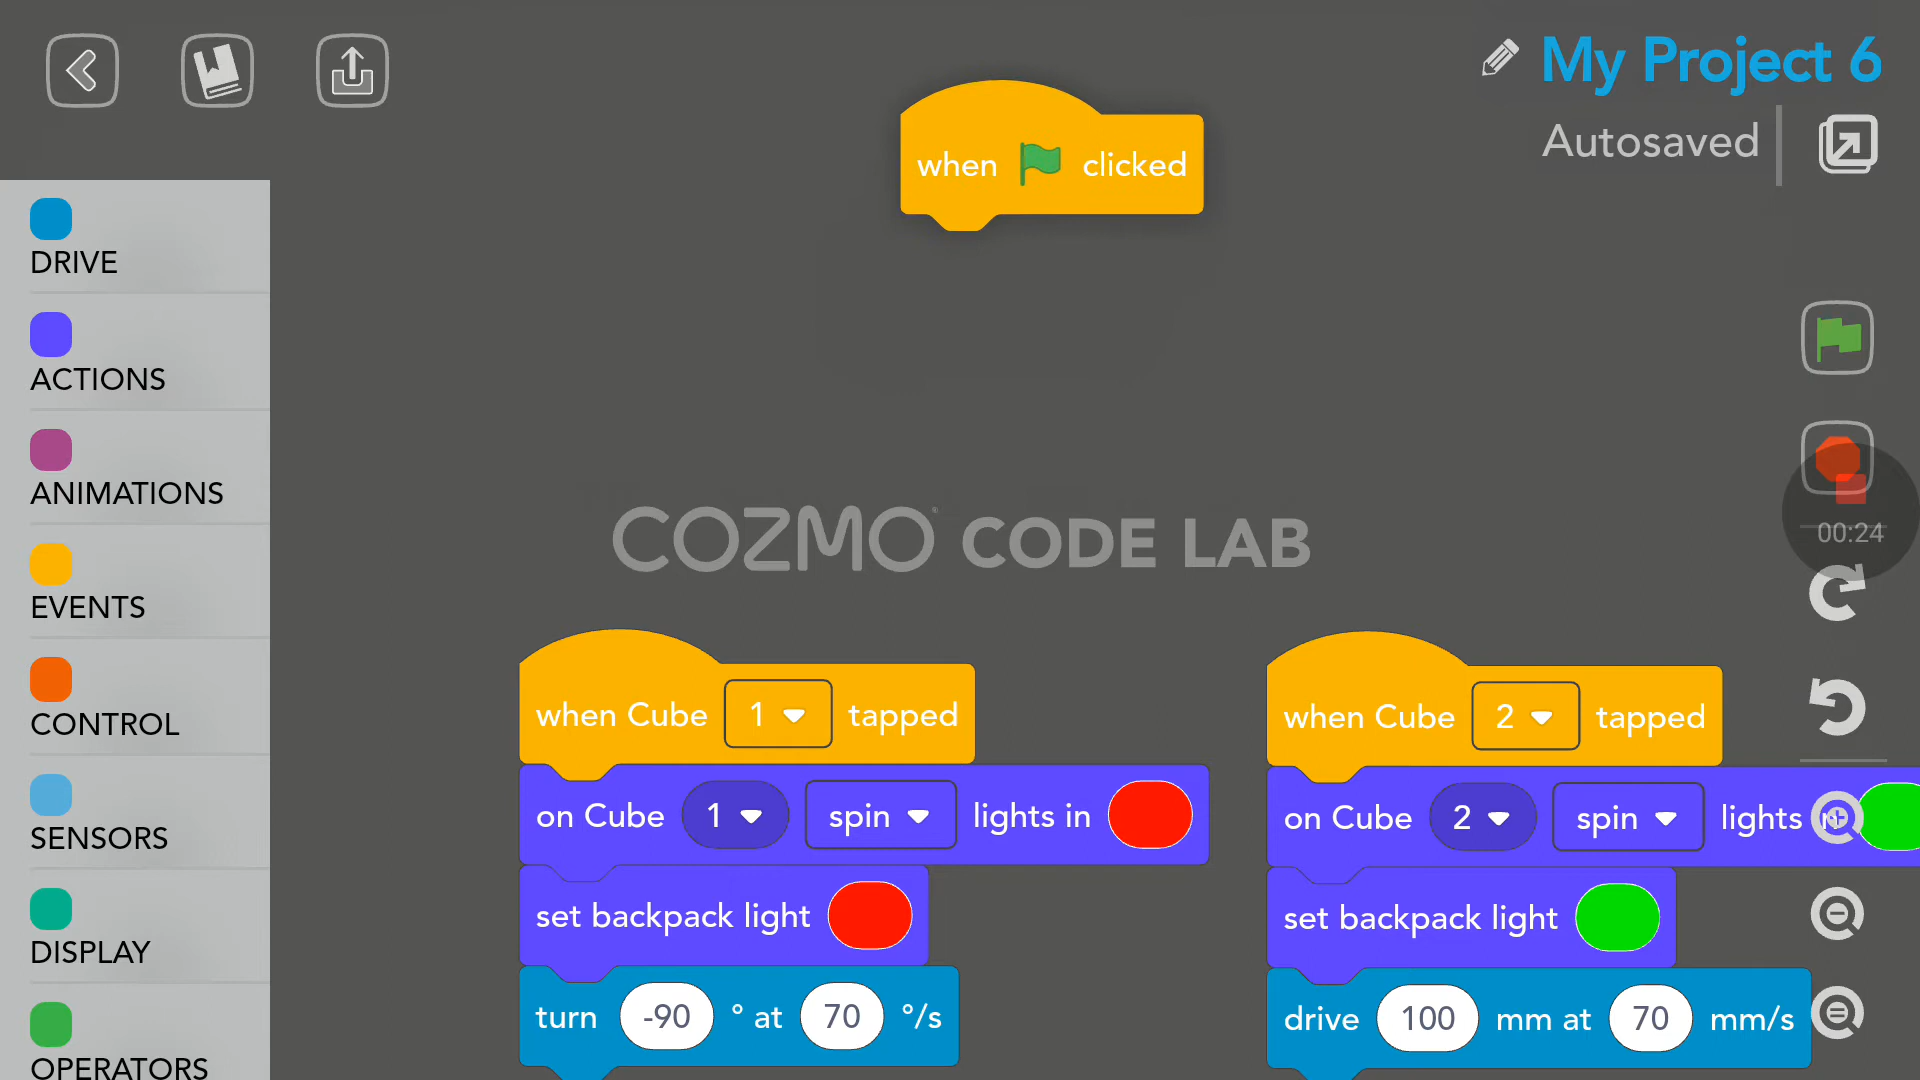 My Project 6
Autosaved
when clicked
DRIVE
ACTIONS
ANIMATIONS
EVENTS
CONTROL
SENSORS
DISPLAY
OPERATORS
COZMO CODE LAB
00:24
when Cube 1 tapped
on Cube 1 spin lights in
set backpack light
turn -90 ° at 70 °/s
when Cube 2 tapped
on Cube 2 spin lights
set backpack light
drive 100 mm at 70 mm/s